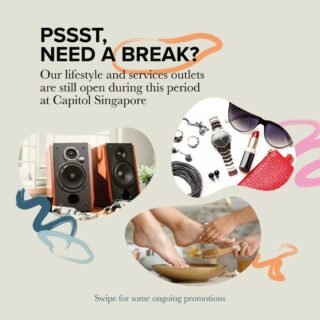 PSSST,
NEED A BREAK?
Our lifestyle and services outlets
are still open during this period
at Capitol Singapore
Swipe for some ongoing promotions